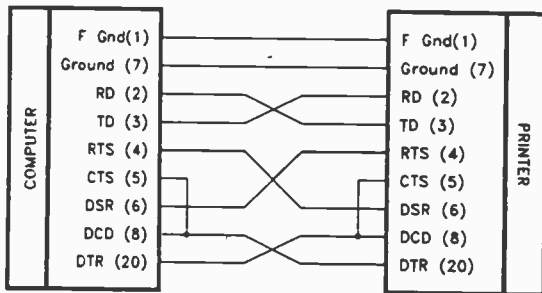 COMPUTER
F Gnd(1)
Ground (7)
RD (2)
TD (3)
RTS (4)
CTS (5)
DSR (6)
DCD (8)
DTR (20)
F Gnd(1)
Ground (7)
RD (2)
TD (3)
RTS (4)
CTS (5)
DSR (6)
DCD (8)
DTR (20)
PRINTER